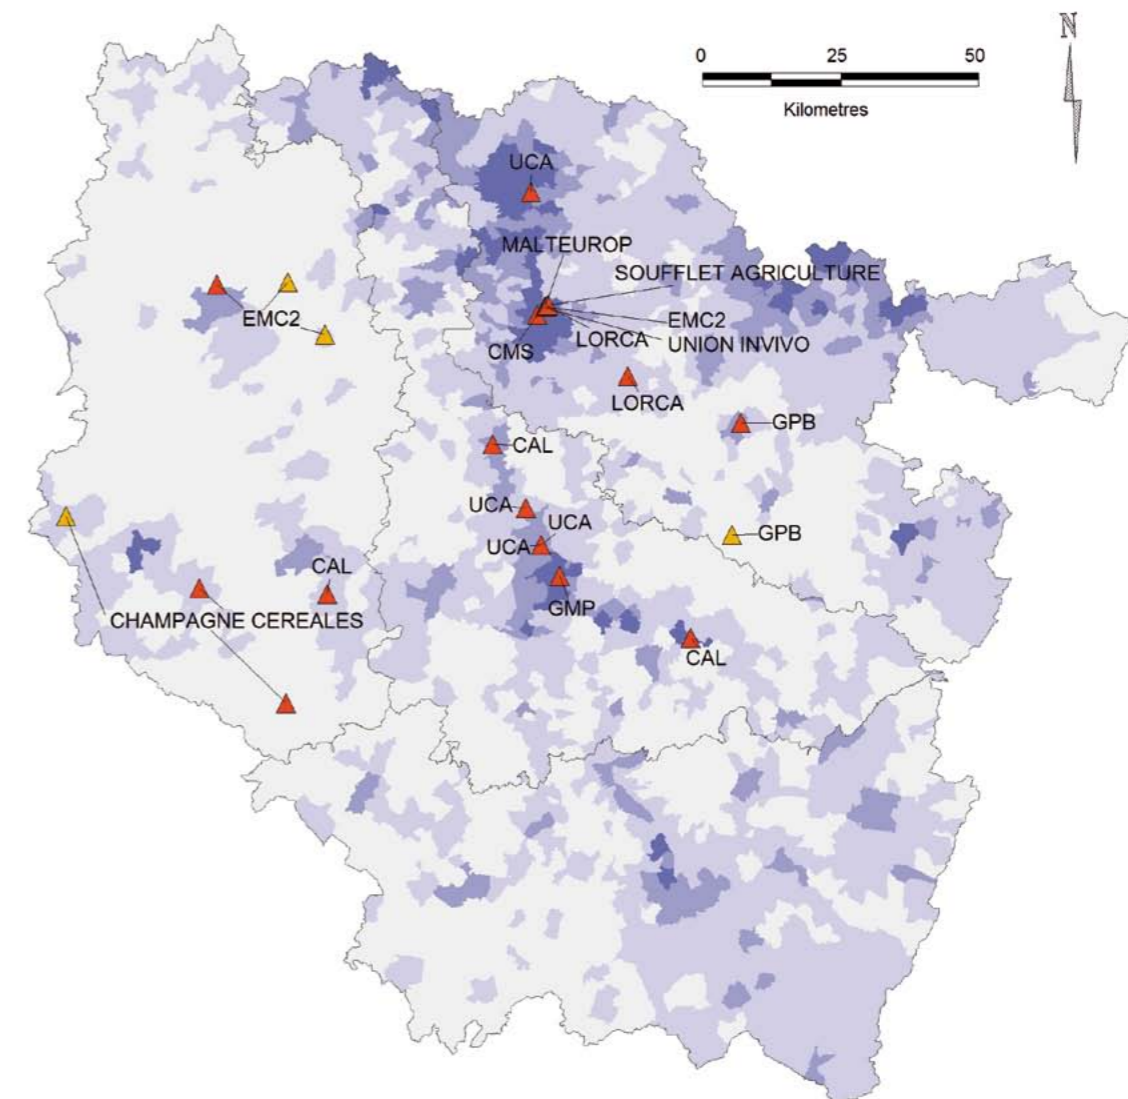 N
0 25 50
Kilometres
UCA
MALTEUROP
SOUFFLET AGRICULTURE
EMC2
EMC2
LORCA
UNION INVIVO
CMS
LORCA
GPB
CAL
UCA
UCA
UCA
GPB
CAL
GMP
CHAMPAGNE CEREALES
CAL